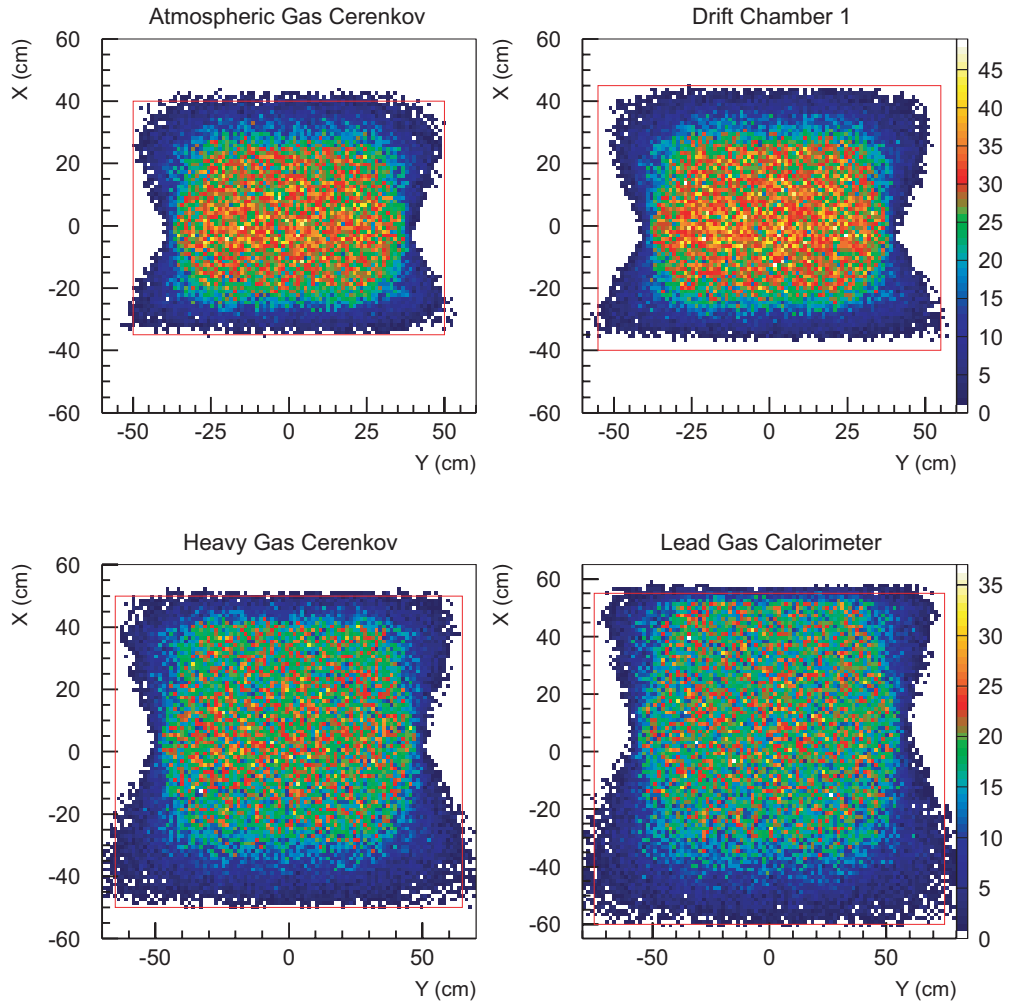 Atmospheric Gas Cerenkov
X (cm)
60
40
20
0
-20
-40
-60
-50 -25 0 25 50
Y (cm)
Drift Chamber 1
X (cm)
60
40
20
0
-20
-40
-60
-50 -25 0 25 50
Y (cm)
45
40
35
30
25
20
15
10
5
0
Heavy Gas Cerenkov
X (cm)
60
40
20
0
-20
-40
-60
-50 0 50
Y (cm)
Lead Gas Calorimeter
X (cm)
60
40
20
0
-20
-40
-60
-50 0 50
Y (cm)
35
30
25
20
15
10
5
0